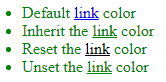 Default link color
Inherit the link color
Reset the link color
Unset the link color